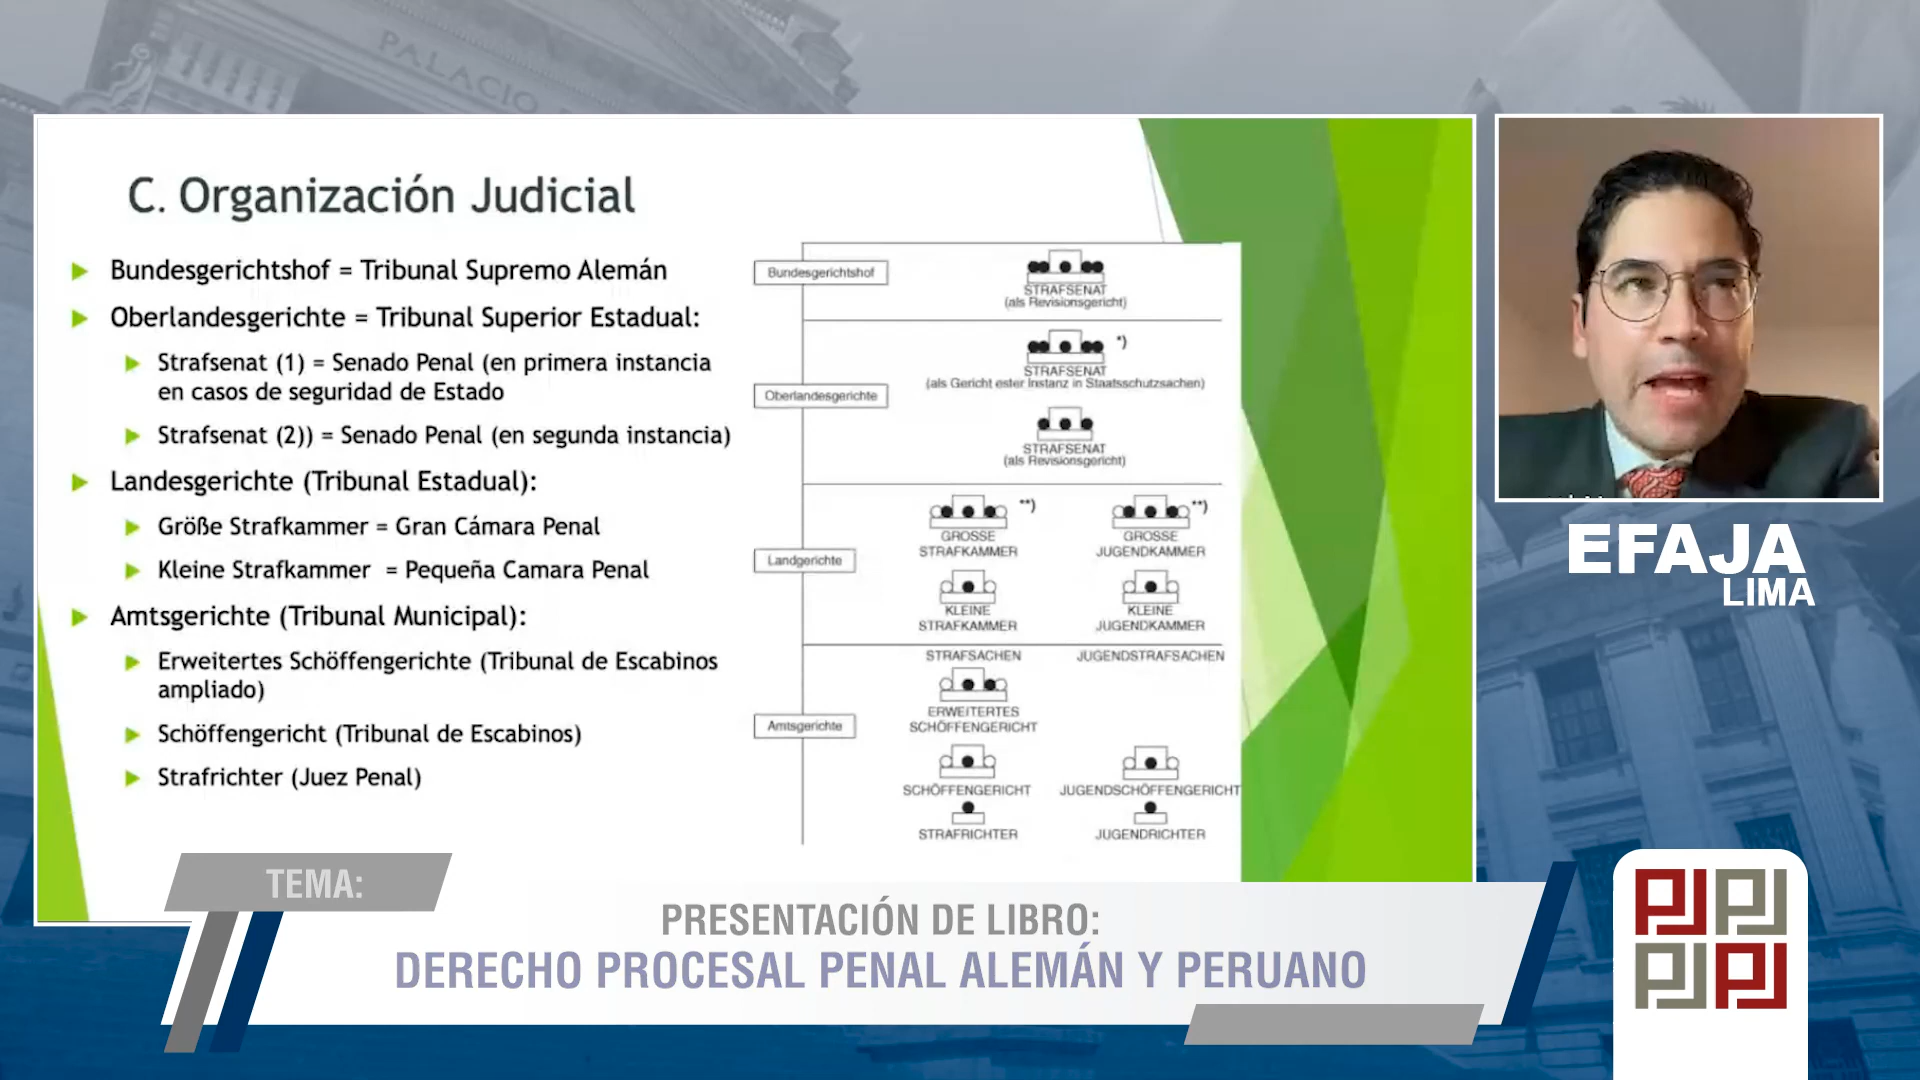 PALACIO
C. Organización Judicial
Bundesgerichtshof = Tribunal Supremo Alemán
Oberlandesgerichte = Tribunal Superior Estadual:
Strafsenat (1) = Senado Penal (en primera instancia
en casos de seguridad de Estado
Strafsenat (2)) = Senado Penal (en segunda instancia)
Landesgerichte (Tribunal Estadual):
Größe Strafkammer = Gran Cámara Penal
Kleine Strafkammer = Pequeña Camara Penal
Amtsgerichte (Tribunal Municipal):
Erweitertes Schöffengerichte (Tribunal de Escabinos
ampliado)
Schöffengericht (Tribunal de Escabinos)
Strafrichter (Juez Penal)
Bundesgerichtshof
STRAFSENAT
(als Revisionsgericht)
*)
STRAFSENAT
(als Gericht ester Instanz in Staatsschutzsachen)
Oberlandesgerichte
STRAFSENAT
(als Revisionsgericht)
**) **)
GROSSE GROSSE
STRAFKAMMER JUGENDKAMMER
Landgerichte
KLEINE KLEINE
STRAFKAMMER JUGENDKAMMER
STRAFSACHEN JUGENDSTRAFSACHEN
ERWEITERTES
SCHÖFFENGERICHT
Amtsgerichte
SCHÖFFENGERICHT JUGENDSCHÖFFENGERICHT
STRAFRICHTER JUGENDRICHTER
EFAJA
LIMA
TEMA:
PRESENTACIÓN DE LIBRO:
DERECHO PROCESAL PENAL ALEMÁN Y PERUANO
PJ PJ
PJ PJ